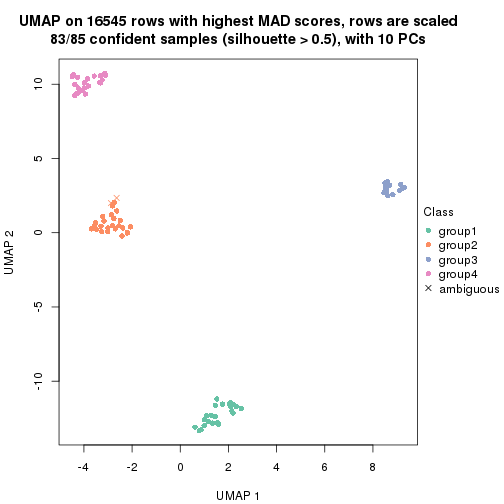 UMAP on 16545 rows with highest MAD scores, rows are scaled
83/85 confident samples (silhouette > 0.5), with 10 PCs
10
5
0
-5
-10
UMAP 2
-4
-2
0
2
4
6
8
UMAP 1
Class
group1
group2
group3
group4
ambiguous